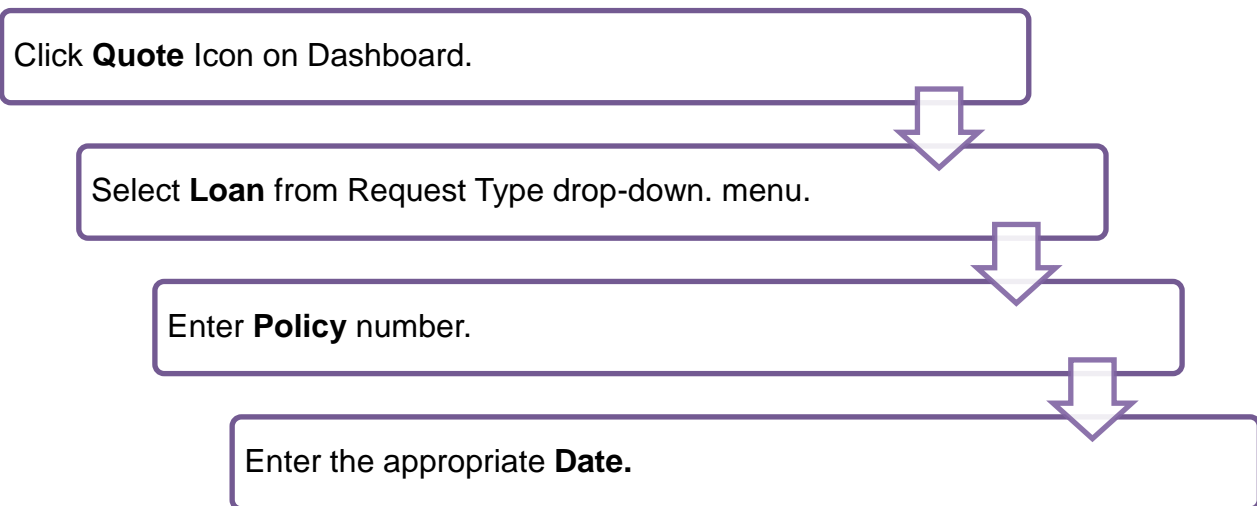 Click Quote Icon on Dashboard.
Select Loan from Request Type drop-down. menu.
Enter Policy number.
Enter the appropriate Date.